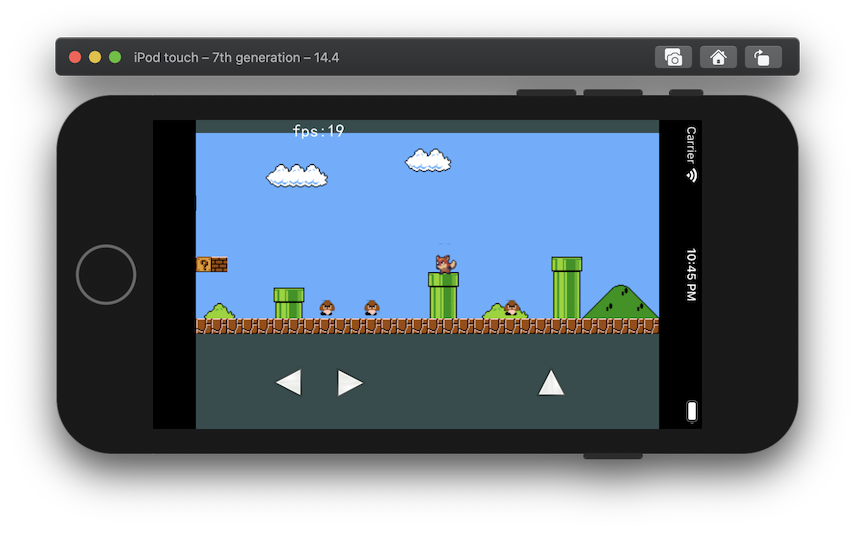 iPod touch – 7th generation – 14.4
fps:19
Carrier
10:45 PM
?